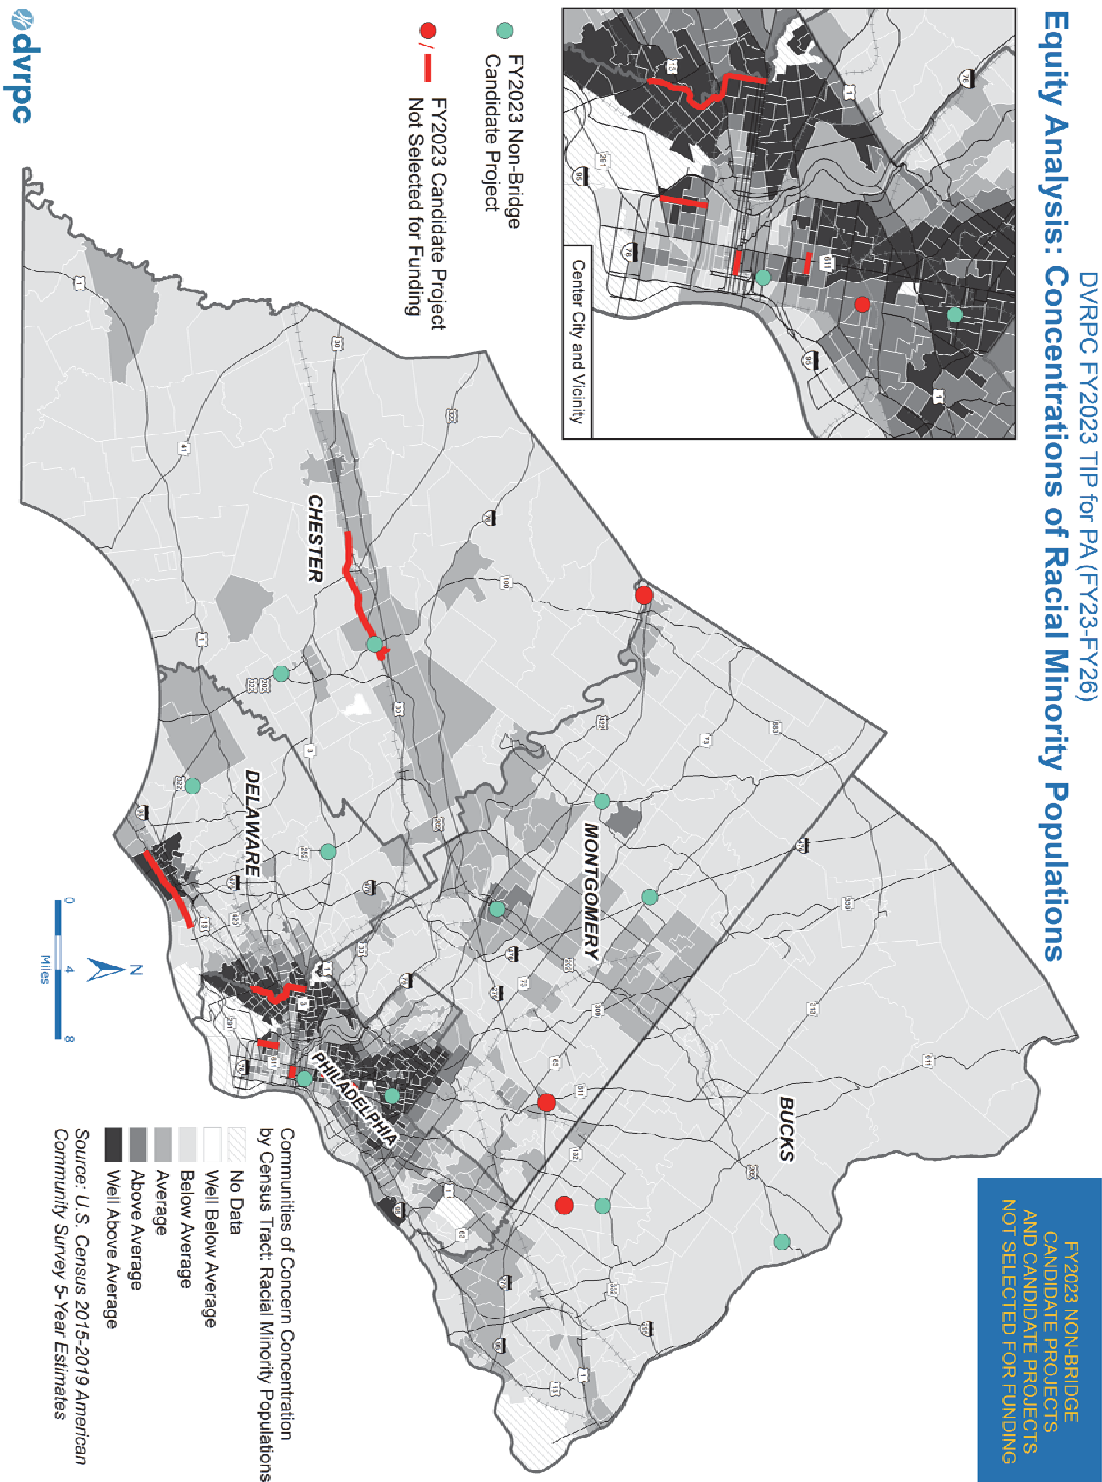 DVRPC FY2023 TIP for PA (FY23-FY26)
Equity Analysis: Concentrations of Racial Minority Populations
FY2023 NON-BRIDGE
CANDIDATE PROJECTS
AND CANDIDATE PROJECTS
NOT SELECTED FOR FUNDING
Center City and Vicinity
FY2023 Non-Bridge
Candidate Project
FY2023 Candidate Project
Not Selected for Funding
BUCKS
MONTGOMERY
CHESTER
DELAWARE
PHILADELPHIA
N
0 4 8
Miles
Communities of Concern Concentration
by Census Tract: Racial Minority Populations
No Data
Well Below Average
Below Average
Average
Above Average
Well Above Average
Source: U.S. Census 2015-2019 American
Community Survey 5-Year Estimates
dvrpc